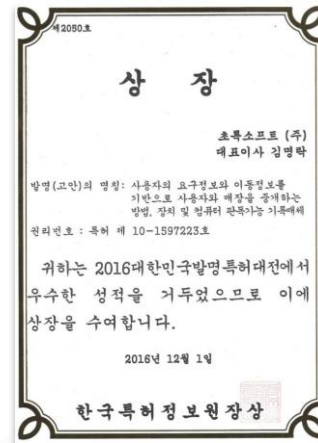 제2050호
상 장
초록소프트 (주)
대표이사 김명락
발명(고안)의 명칭: 사용자의 요구정보와 이동정보를
기반으로 사용자와 매장을 중개하는
방법, 장치 및 컴퓨터 판독가능 기록매체
권리번호 : 특허 제 10-1597223호
귀하는 2016대한민국발명특허대전에서
우수한 성적을 거두었으므로 이에
상장을 수여합니다.
2016년 12월 1일
한국특허정보원장상